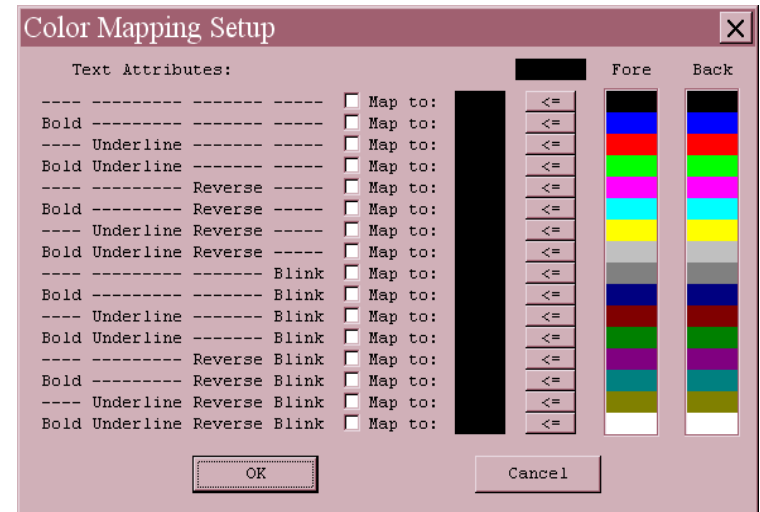 Color Mapping Setup
Text Attributes: Fore Back
---- --------- ------- ----- Map to: <=
Bold --------- ------- ----- Map to: <=
---- Underline ------- ----- Map to: <=
Bold Underline ------- ----- Map to: <=
---- --------- Reverse ----- Map to: <=
Bold --------- Reverse ----- Map to: <=
---- Underline Reverse ----- Map to: <=
Bold Underline Reverse ----- Map to: <=
---- --------- ------- Blink Map to: <=
Bold --------- ------- Blink Map to: <=
---- Underline ------- Blink Map to: <=
Bold Underline ------- Blink Map to: <=
---- --------- Reverse Blink Map to: <=
Bold --------- Reverse Blink Map to: <=
---- Underline Reverse Blink Map to: <=
Bold Underline Reverse Blink Map to: <=
OK Cancel